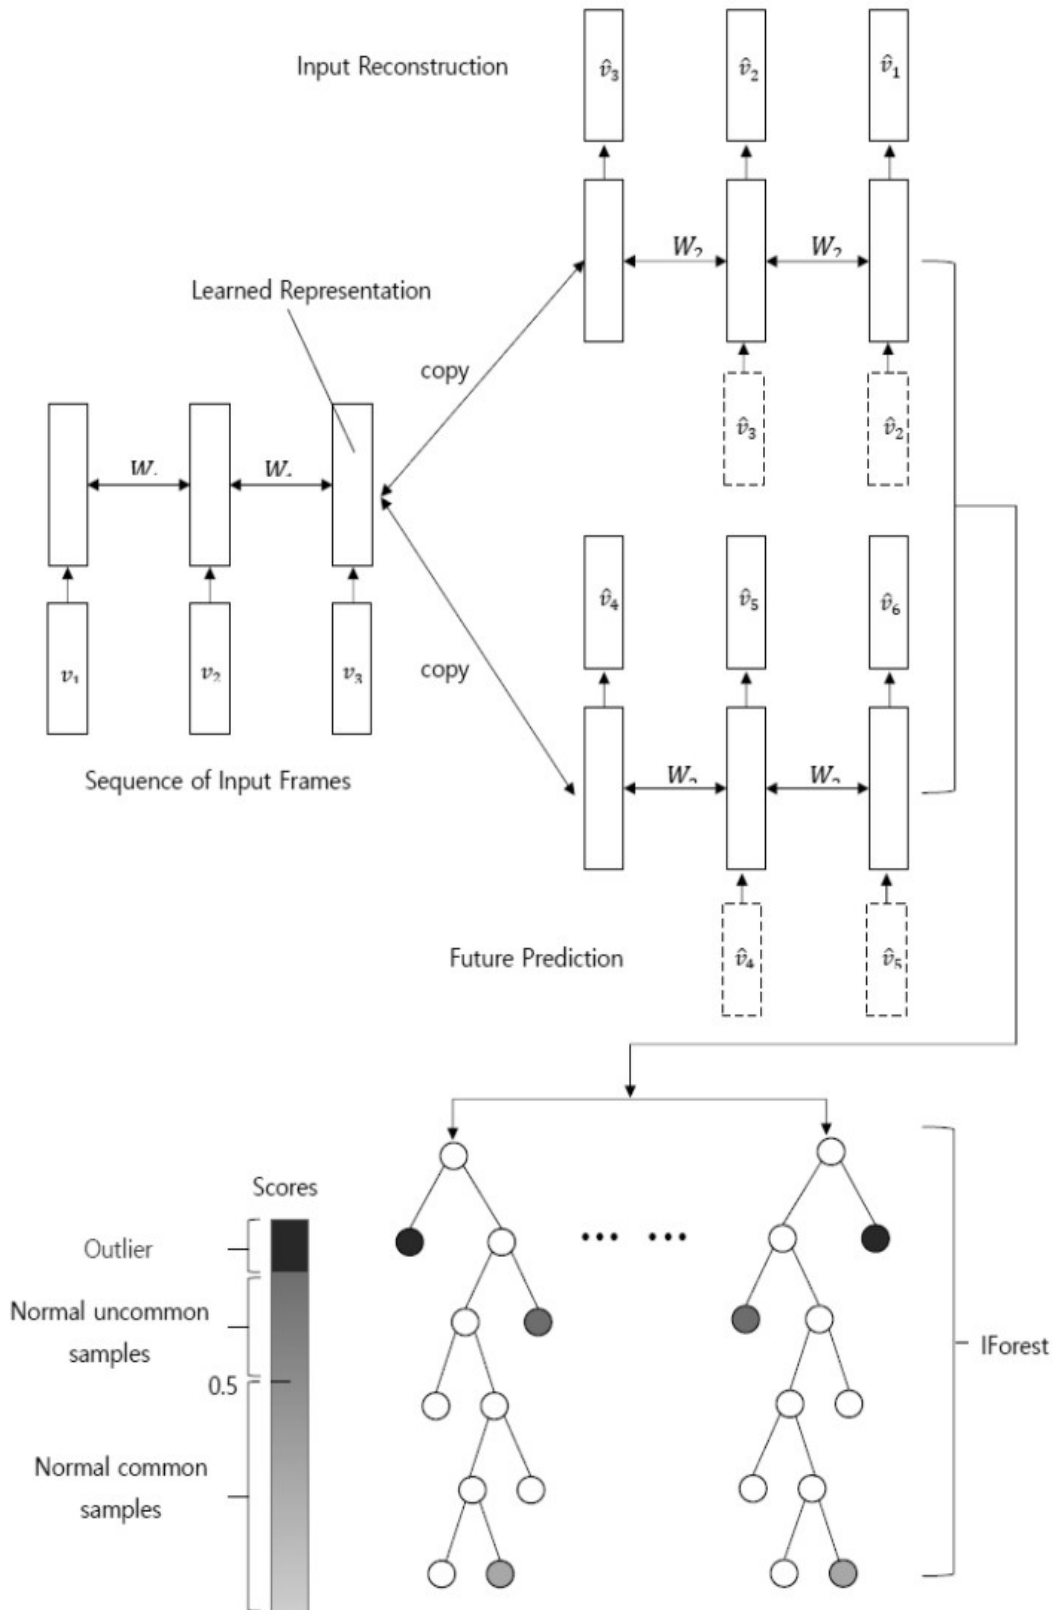 Input Reconstruction
v̂₃
v̂₂
v̂₁
W₂
W₂
Learned Representation
copy
v̂₃
v̂₂
W
W
v̂₄
v̂₅
v̂₆
v₁
v₂
v₃
copy
Sequence of Input Frames
W
W
Future Prediction
v̂₄
v̂₅
Scores
Outlier
Normal uncommon
samples
0.5
Normal common
samples
IForest